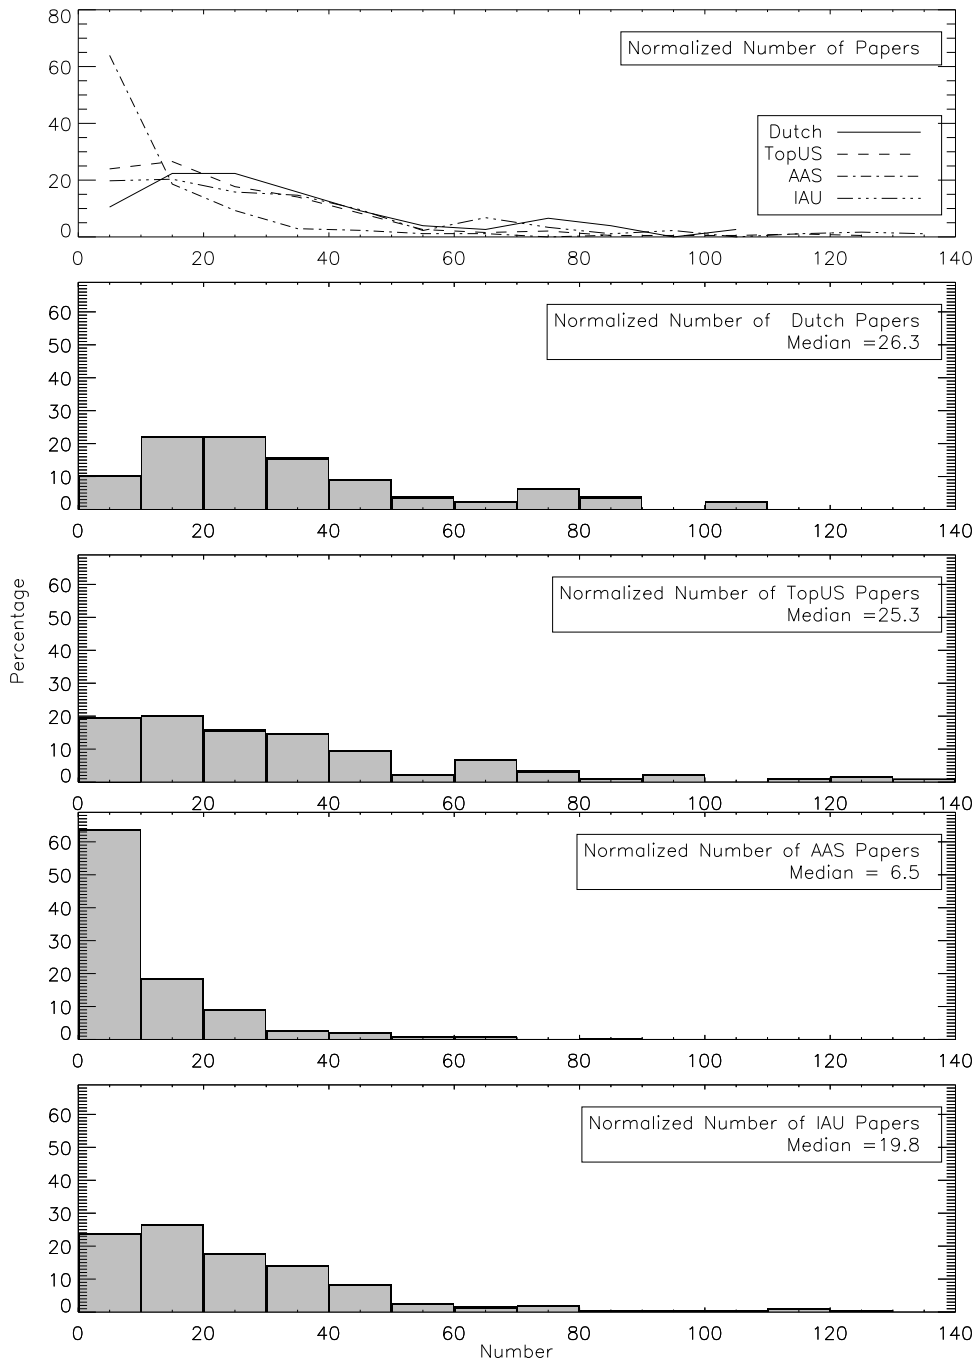 80
60
40
20
0
Normalized Number of Papers
Dutch
TopUS
AAS
IAU
0 20 40 60 80 100 120 140
60
50
40
30
20
10
0
Normalized Number of Dutch Papers
Median =26.3
0 20 40 60 80 100 120 140
Percentage
60
50
40
30
20
10
0
Normalized Number of TopUS Papers
Median =25.3
0 20 40 60 80 100 120 140
60
50
40
30
20
10
0
Normalized Number of AAS Papers
Median = 6.5
0 20 40 60 80 100 120 140
60
50
40
30
20
10
0
Normalized Number of IAU Papers
Median =19.8
0 20 40 60 80 100 120 140
Number